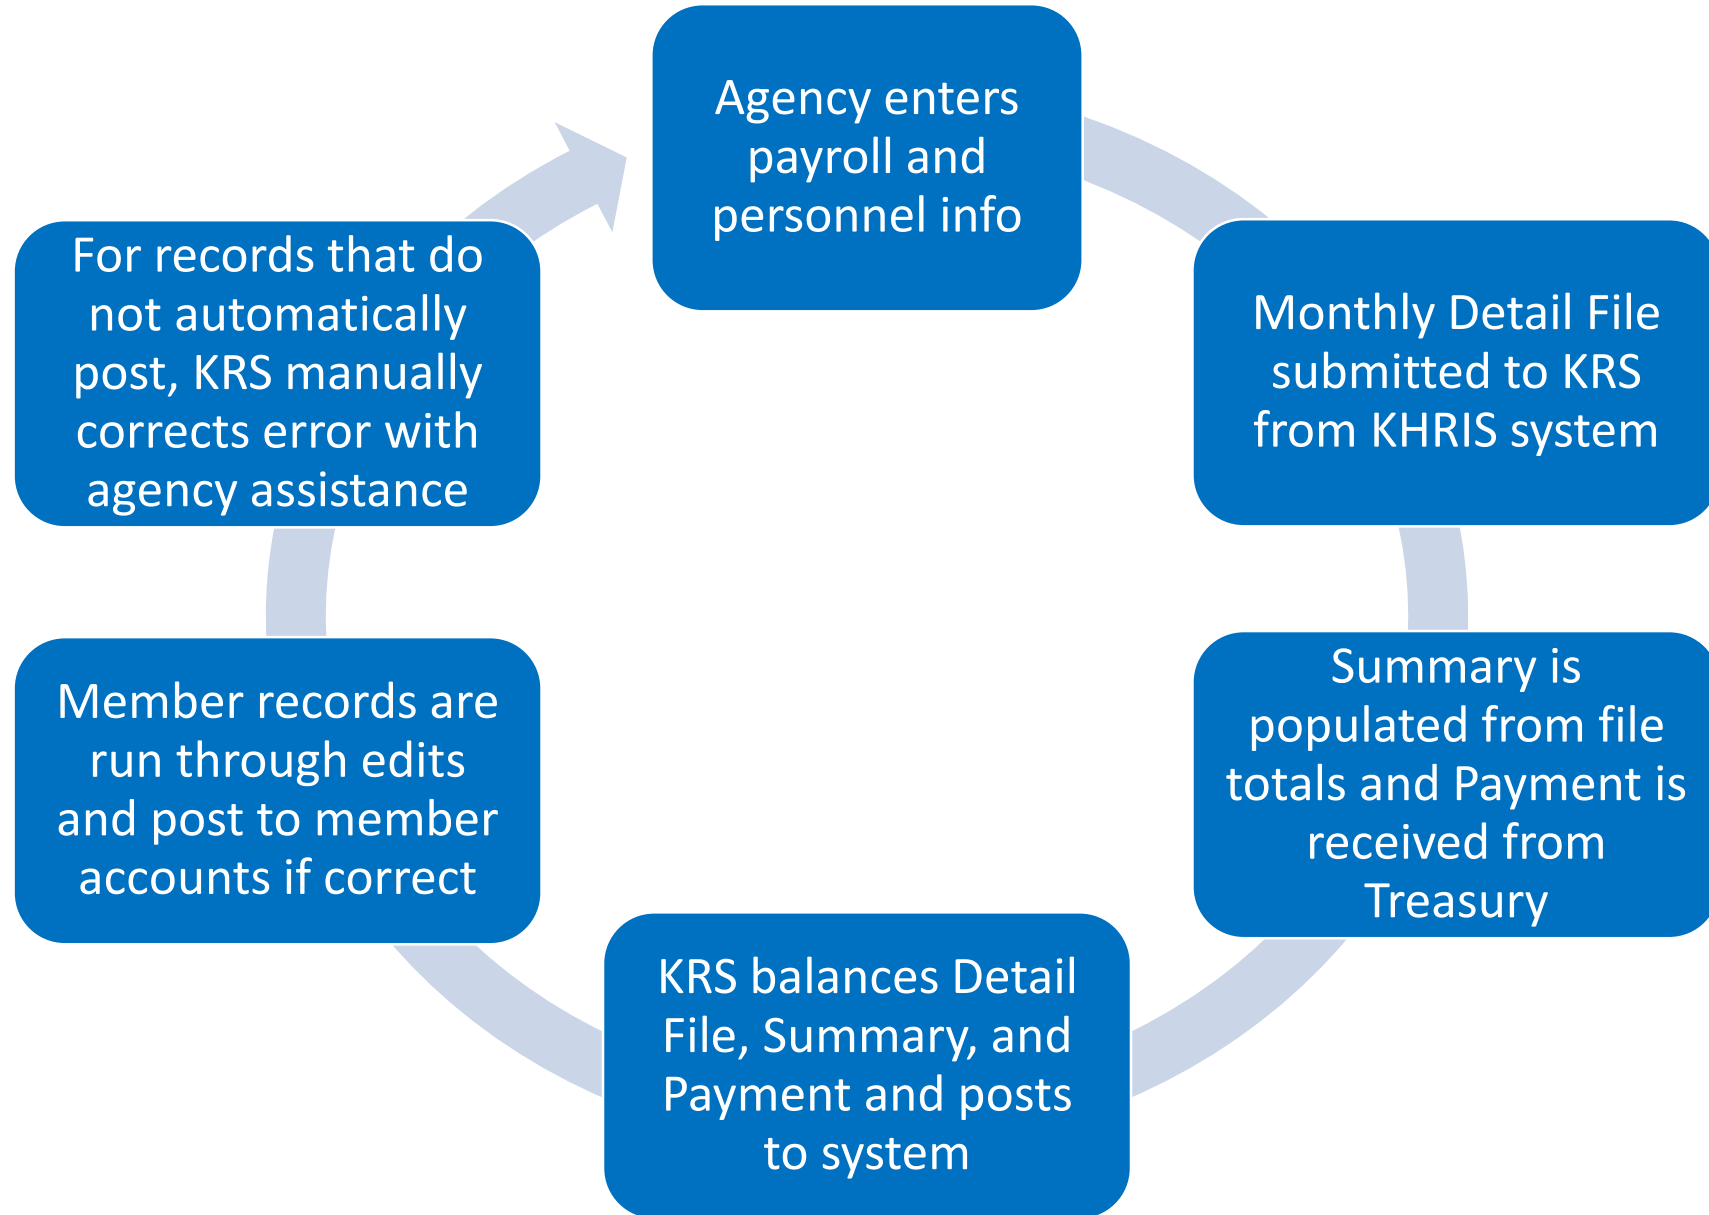 Agency enters
payroll and
personnel info
Monthly Detail File
submitted to KRS
from KHRIS system
Summary is
populated from file
totals and Payment is
received from
Treasury
KRS balances Detail
File, Summary, and
Payment and posts
to system
Member records are
run through edits
and post to member
accounts if correct
For records that do
not automatically
post, KRS manually
corrects error with
agency assistance